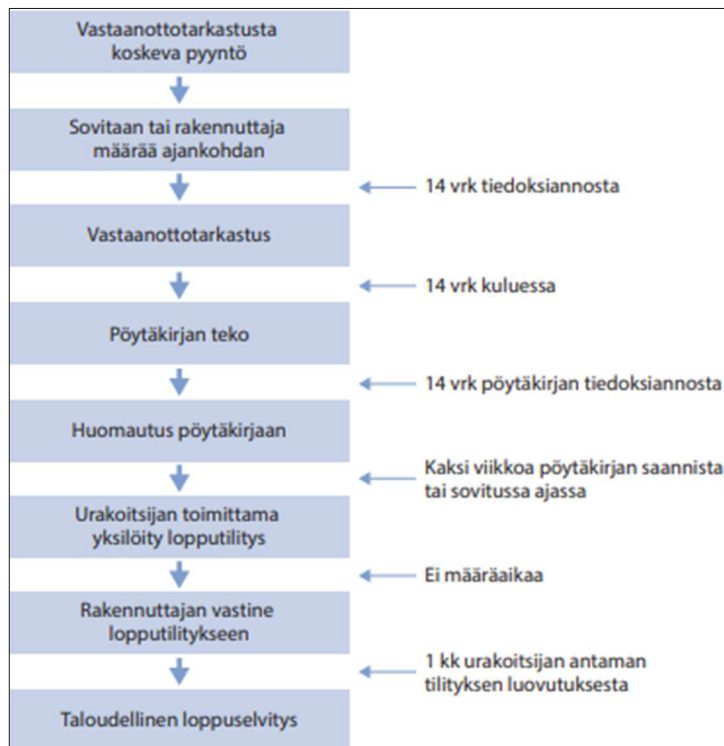 Vastaanottotarkastusta
koskeva pyyntö
Sovitaan tai rakennuttaja
määrää ajankohdan
14 vrk tiedoksiannosta
Vastaanottotarkastus
14 vrk kuluessa
Pöytäkirjan teko
14 vrk pöytäkirjan tiedoksiannosta
Huomautus pöytäkirjaan
Kaksi viikkoa pöytäkirjan saannista
tai sovitussa ajassa
Urakoitsijan toimittama
yksilöity lopputilitys
Ei määräaikaa
Rakennuttajan vastine
lopputilitykseen
1 kk urakoitsijan antaman
tilityksen luovutuksesta
Taloudellinen loppuselvitys